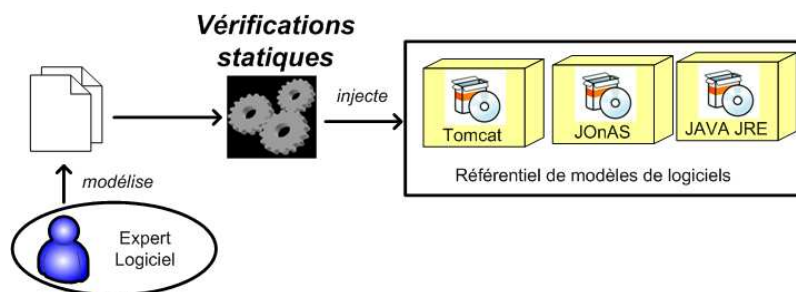 Vérifications
statiques
injecte
Tomcat
JOnAS
JAVA JRE
Référentiel de modèles de logiciels
modélise
Expert
Logiciel